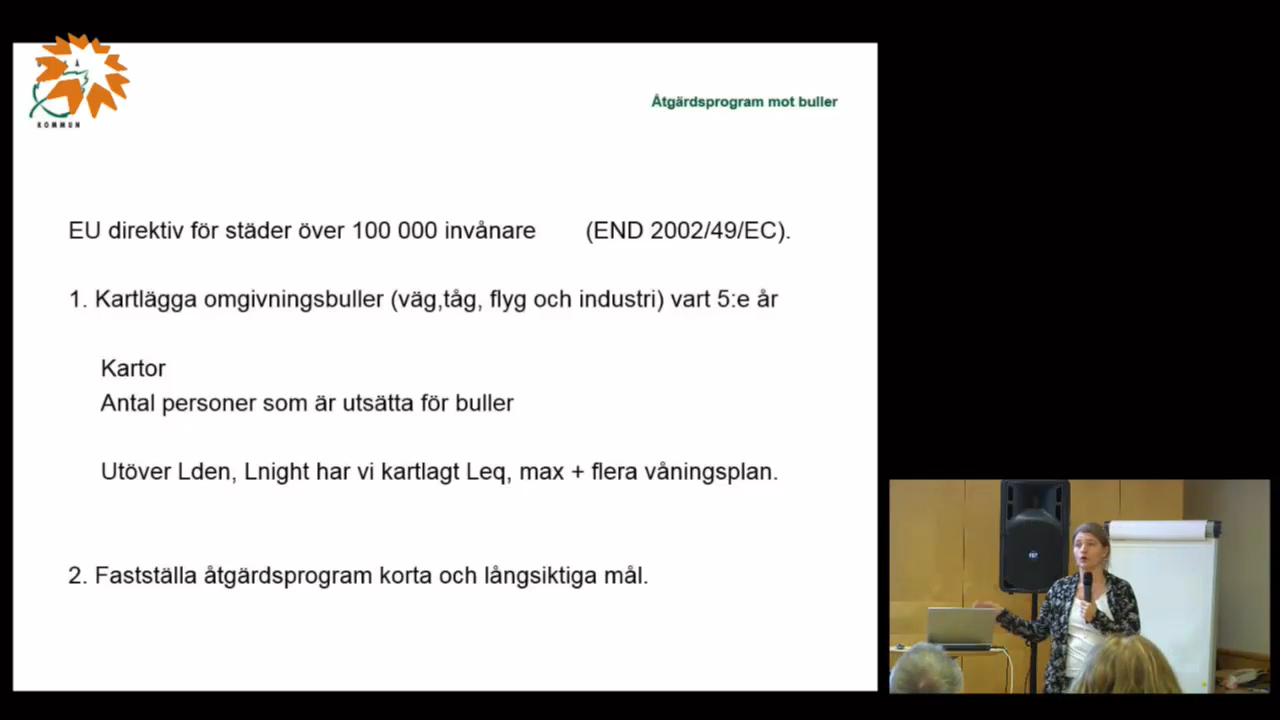 KOMMUN
Åtgärdsprogram mot buller
EU direktiv för städer över 100 000 invånare (END 2002/49/EC).
1. Kartlägga omgivningsbuller (väg,tåg, flyg och industri) vart 5:e år
Kartor
Antal personer som är utsätta för buller
Utöver Lden, Lnight har vi kartlagt Leq, max + flera våningsplan.
2. Fastställa åtgärdsprogram korta och långsiktiga mål.